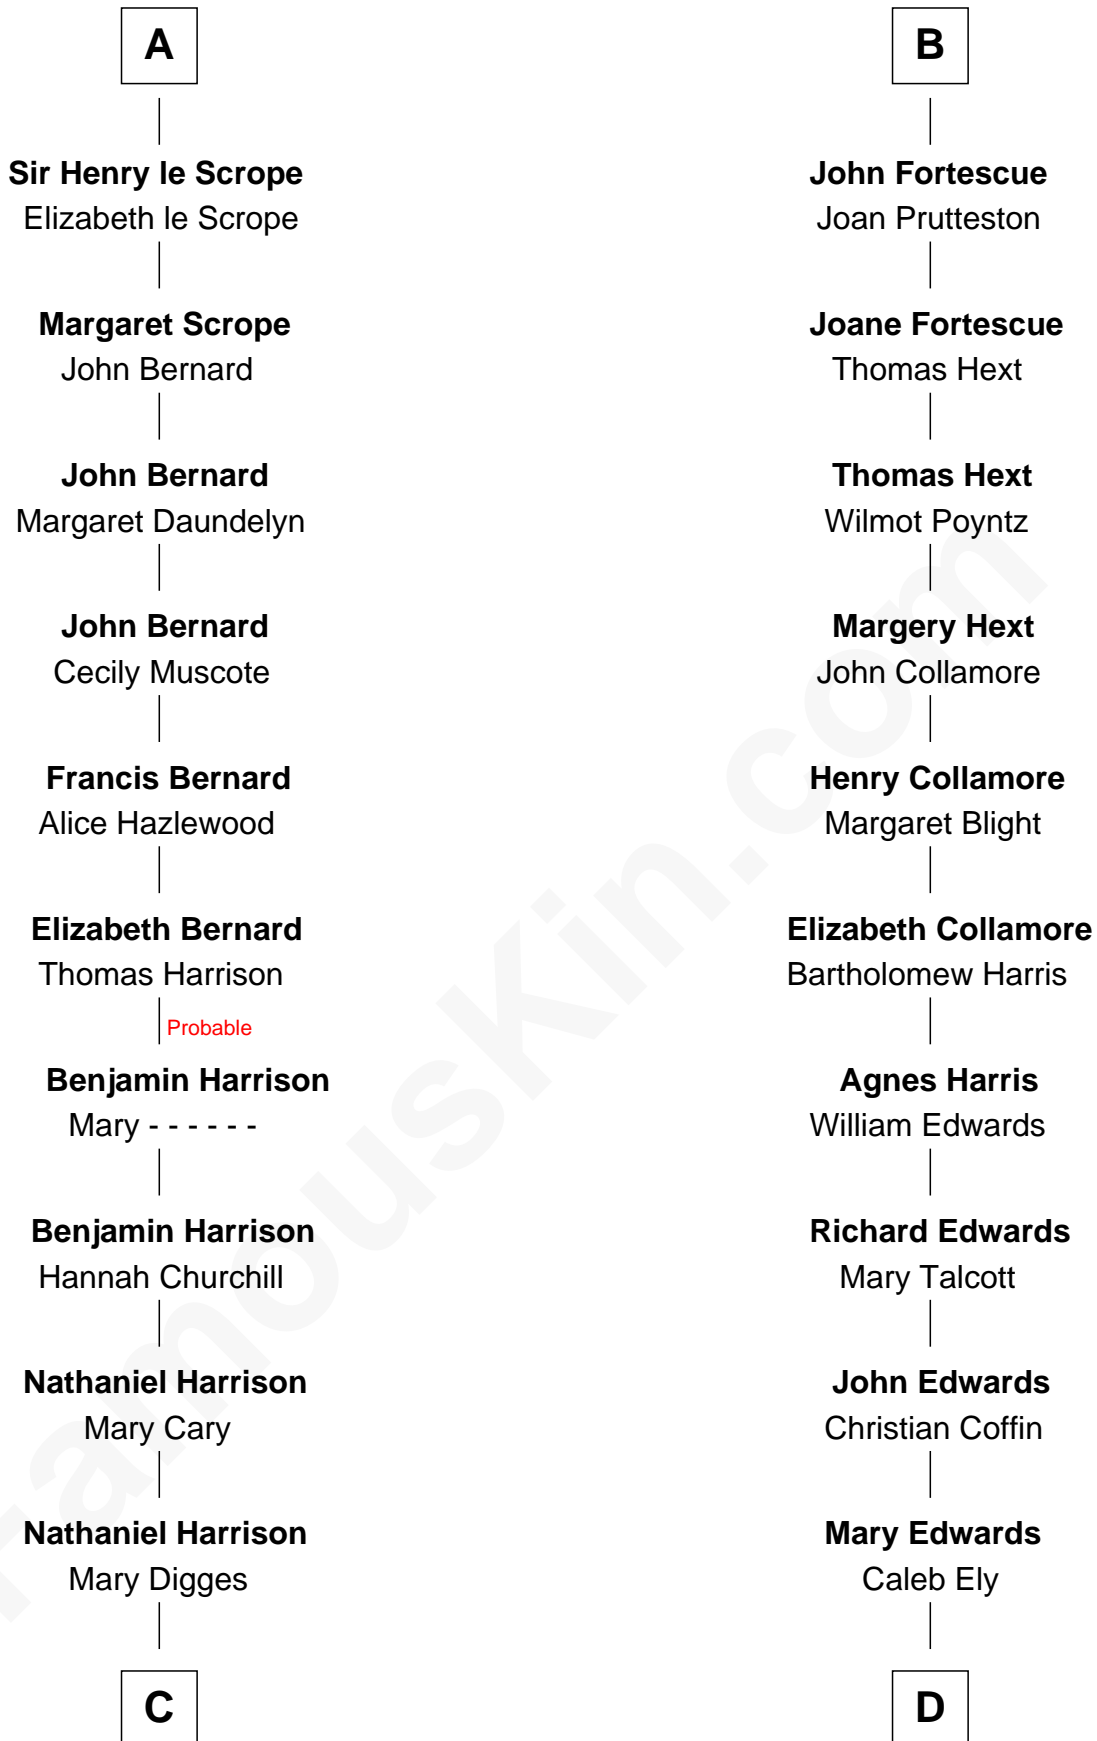 A
Sir Henry le Scrope
Elizabeth le Scrope
Margaret Scrope
John Bernard
John Bernard
Margaret Daundelyn
John Bernard
Cecily Muscote
Francis Bernard
Alice Hazlewood
Elizabeth Bernard
Thomas Harrison
Probable
Benjamin Harrison
Mary - - - - - -
Benjamin Harrison
Hannah Churchill
Nathaniel Harrison
Mary Cary
Nathaniel Harrison
Mary Digges
C
B
John Fortescue
Joan Prutteston
Joane Fortescue
Thomas Hext
Thomas Hext
Wilmot Poyntz
Margery Hext
John Collamore
Henry Collamore
Margaret Blight
Elizabeth Collamore
Bartholomew Harris
Agnes Harris
William Edwards
Richard Edwards
Mary Talcott
John Edwards
Christian Coffin
Mary Edwards
Caleb Ely
D
FamousKin.com